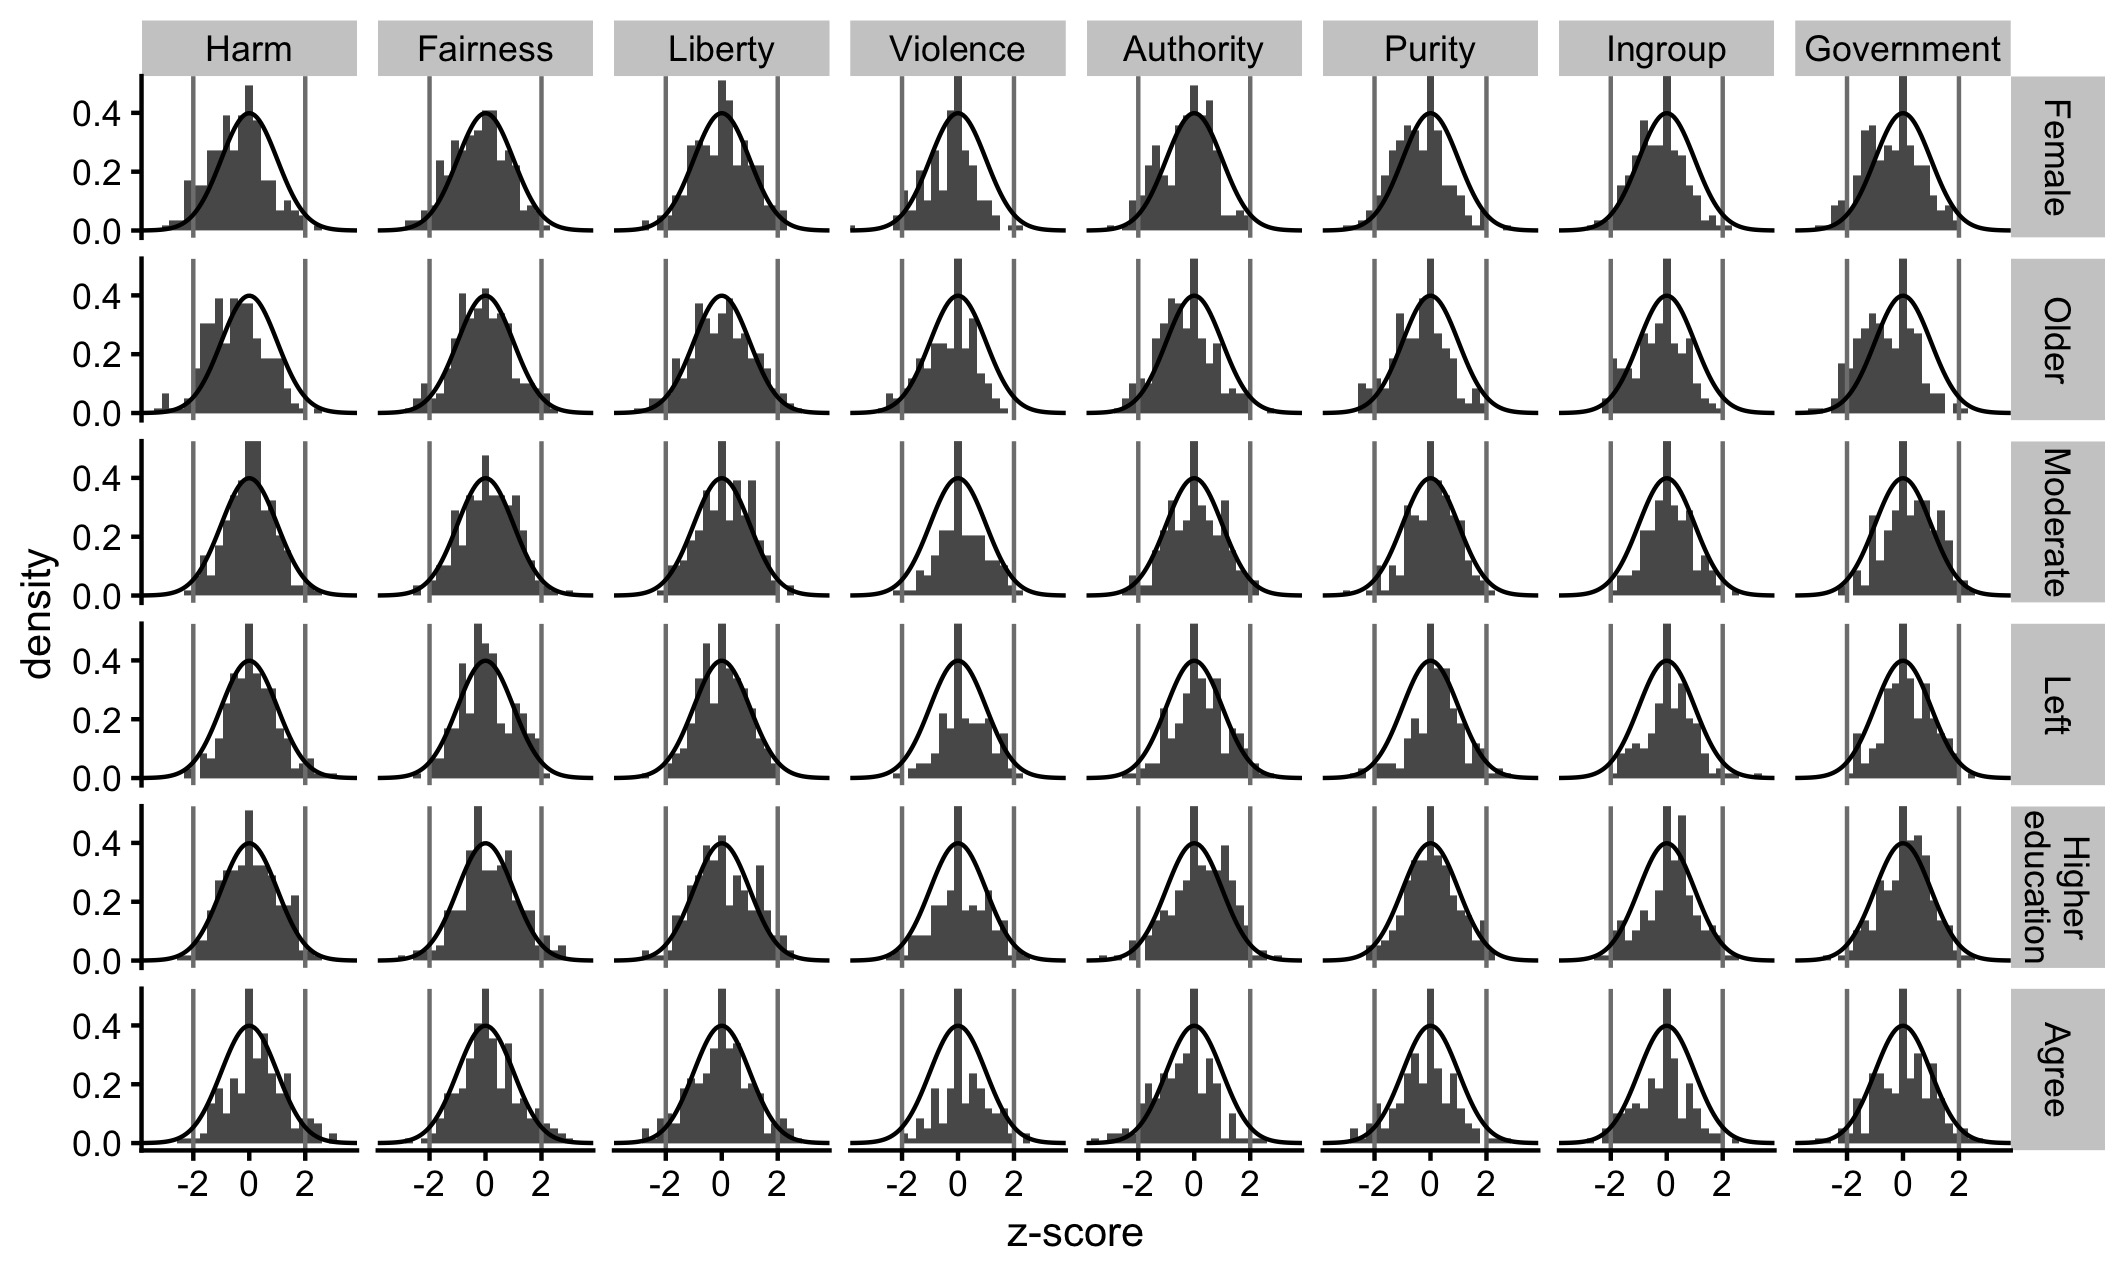 Harm Fairness Liberty Violence Authority Purity Ingroup Government
0.4
0.2
0.0
Female
0.4
0.2
0.0
Older
0.4
0.2
0.0
Moderate
0.4
0.2
0.0
Left
0.4
0.2
0.0
Higher
education
0.4
0.2
0.0
Agree
density
-2 0 2 -2 0 2 -2 0 2 -2 0 2 -2 0 2 -2 0 2 -2 0 2 -2 0 2
z-score